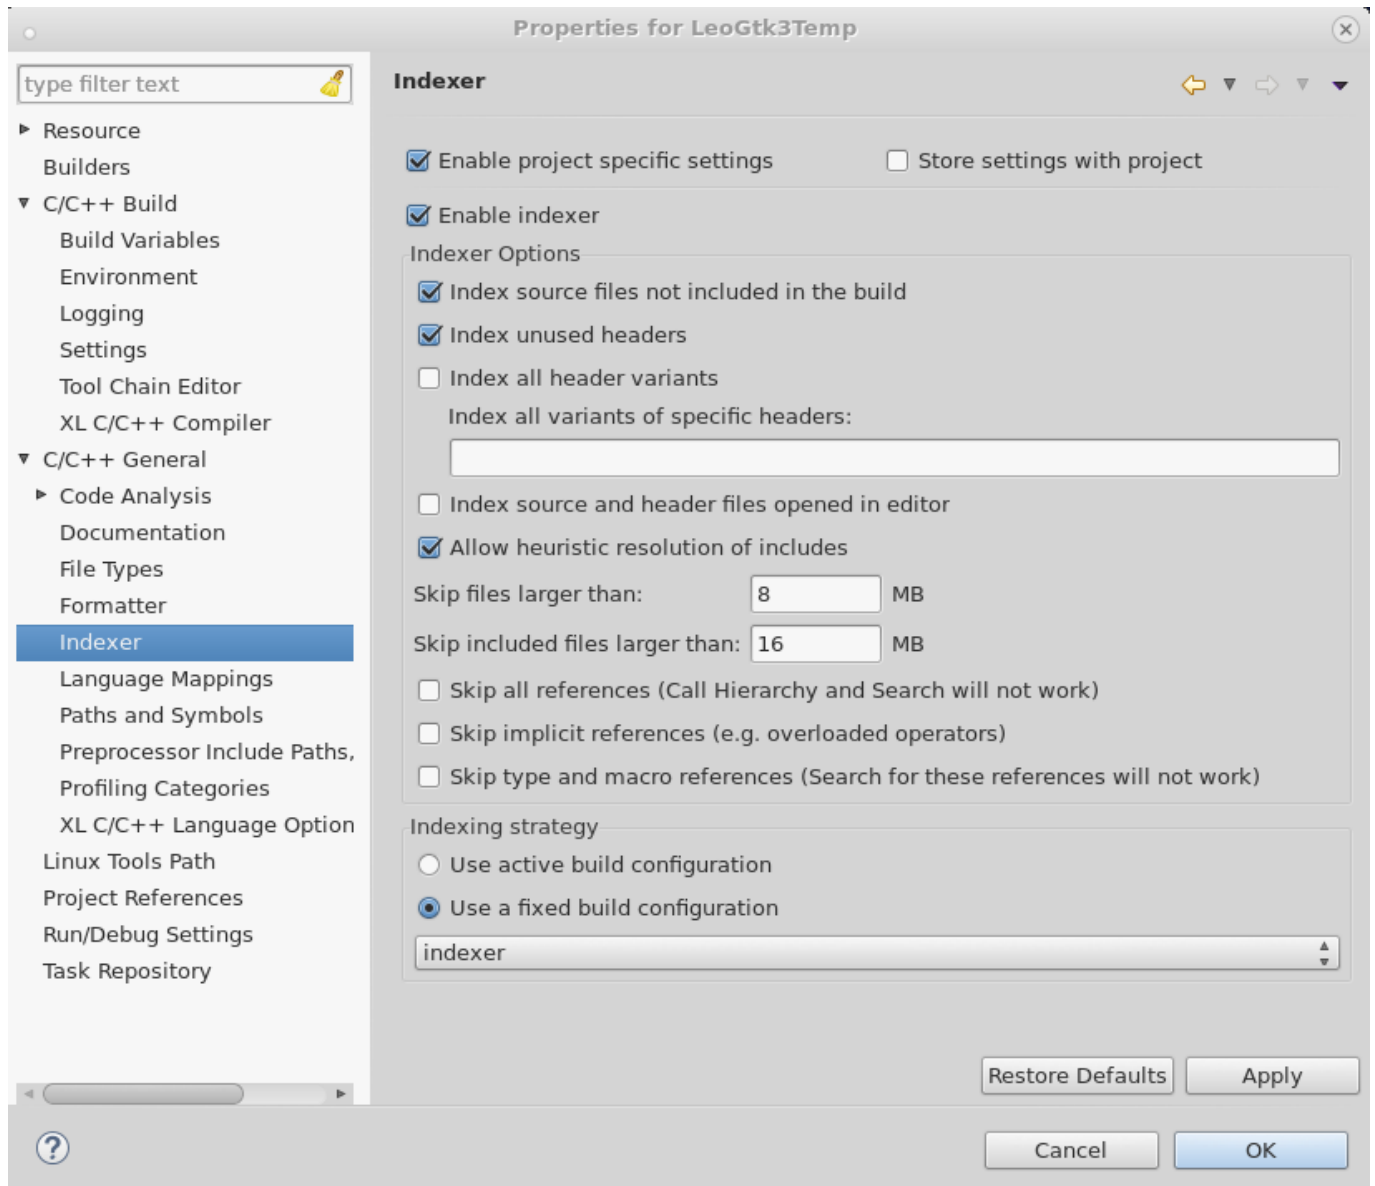 Properties for LeoGtk3Temp
type filter text
Resource
Builders
C/C++ Build
Build Variables
Environment
Logging
Settings
Tool Chain Editor
XL C/C++ Compiler
C/C++ General
Code Analysis
Documentation
File Types
Formatter
Indexer
Language Mappings
Paths and Symbols
Preprocessor Include Paths,
Profiling Categories
XL C/C++ Language Option
Linux Tools Path
Project References
Run/Debug Settings
Task Repository
Indexer
Enable project specific settings
Store settings with project
Enable indexer
Indexer Options
Index source files not included in the build
Index unused headers
Index all header variants
Index all variants of specific headers:
Index source and header files opened in editor
Allow heuristic resolution of includes
Skip files larger than: 8 MB
Skip included files larger than: 16 MB
Skip all references (Call Hierarchy and Search will not work)
Skip implicit references (e.g. overloaded operators)
Skip type and macro references (Search for these references will not work)
Indexing strategy
Use active build configuration
Use a fixed build configuration
indexer
Restore Defaults
Apply
?
Cancel
OK